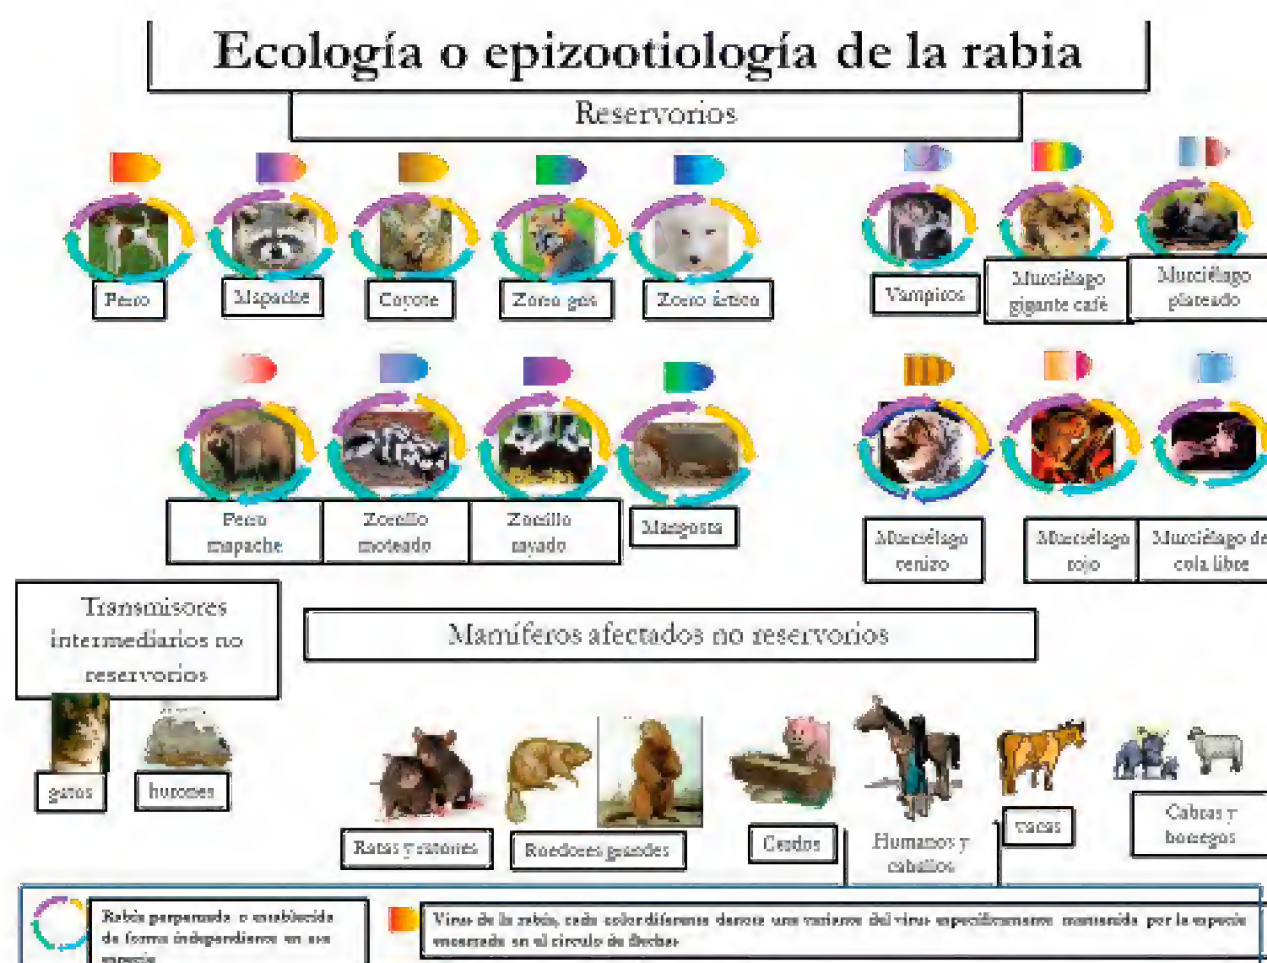 Ecología o epizootiología de la rabia
Reservorios
Perro
Mapache
Coyote
Zorro gris
Zorro ártico
Vampiros
Murciélago
gigante café
Murciélago
plateado
Perro
mapache
Zorrillo
moteado
Zorrillo
rayado
Mangosta
Murciélago
cenizo
Murciélago
rojo
Murciélago de
cola libre
Transmisores
intermediarios no
reservorios
Mamíferos afectados no reservorios
gatos
hurones
Ratas y ratones
Roedores grandes
Cerdos
Humanos y
caballos
vacas
Cabras y
borregos
Rabia perpetuada o establecida
de forma independiente en esa
especie
Virus de la rabia, cada color diferente denota una variante del virus específicamente mantenida por la especie
encerrada en el círculo de flechas